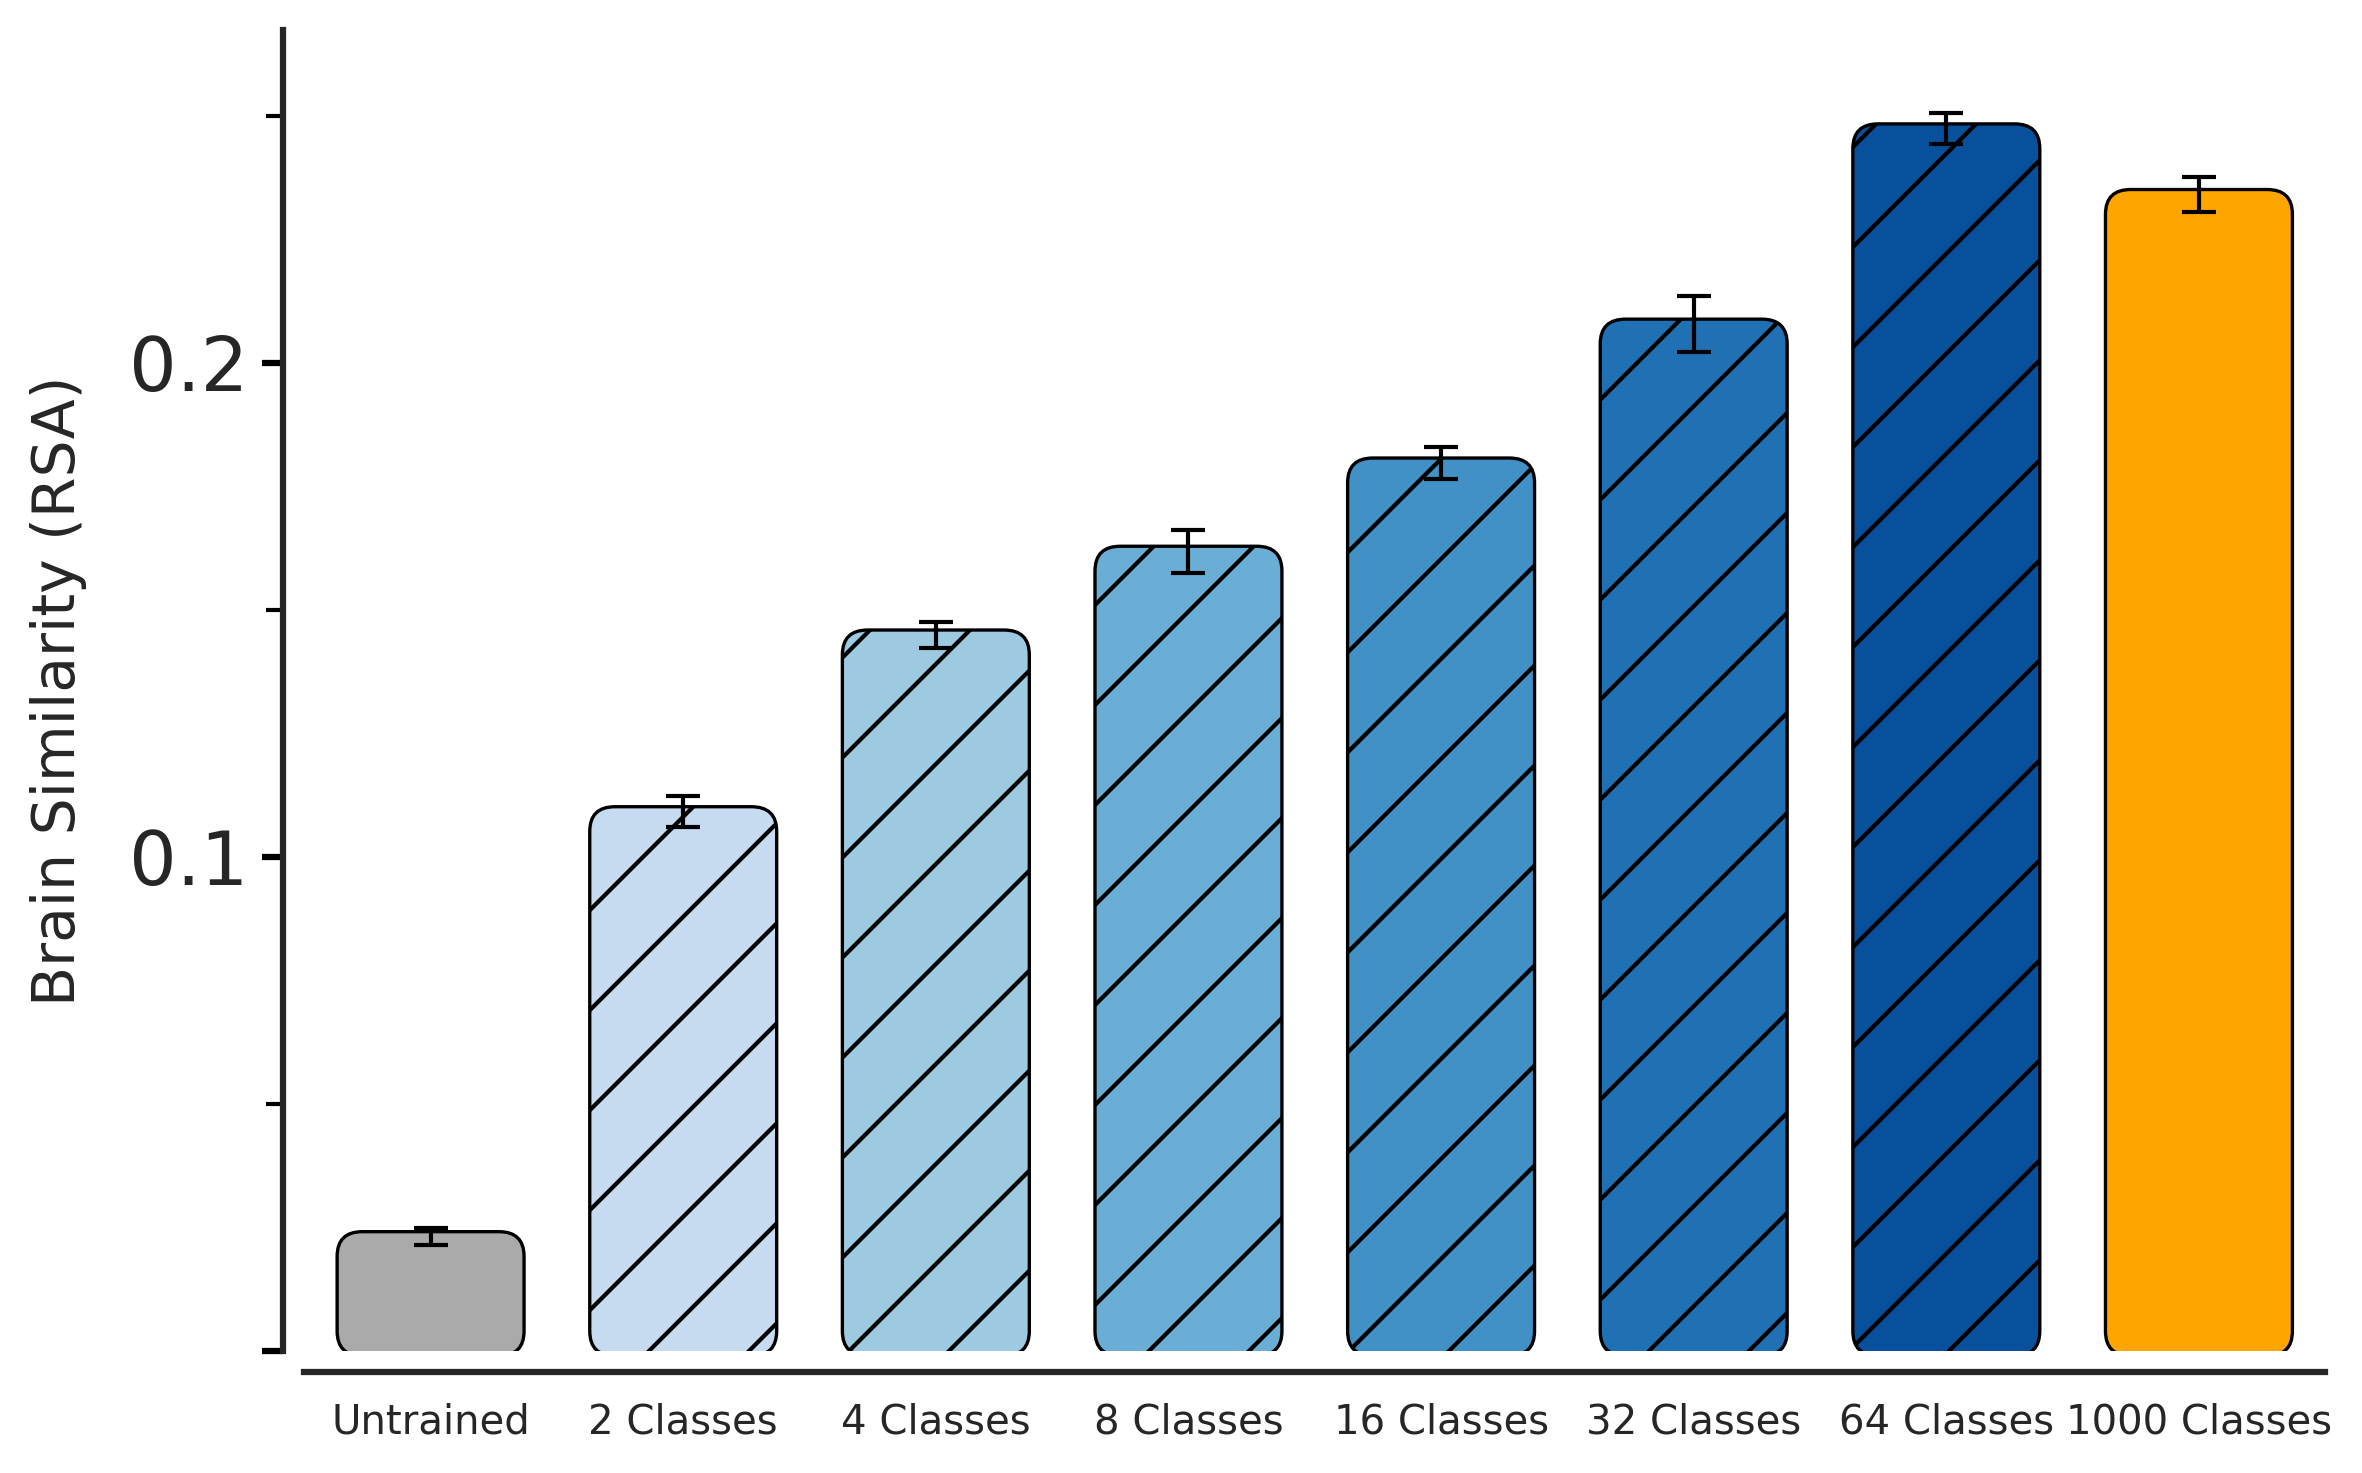 Brain Similarity (RSA)
0.2
0.1
Untrained
2 Classes
4 Classes
8 Classes
16 Classes
32 Classes
64 Classes
1000 Classes